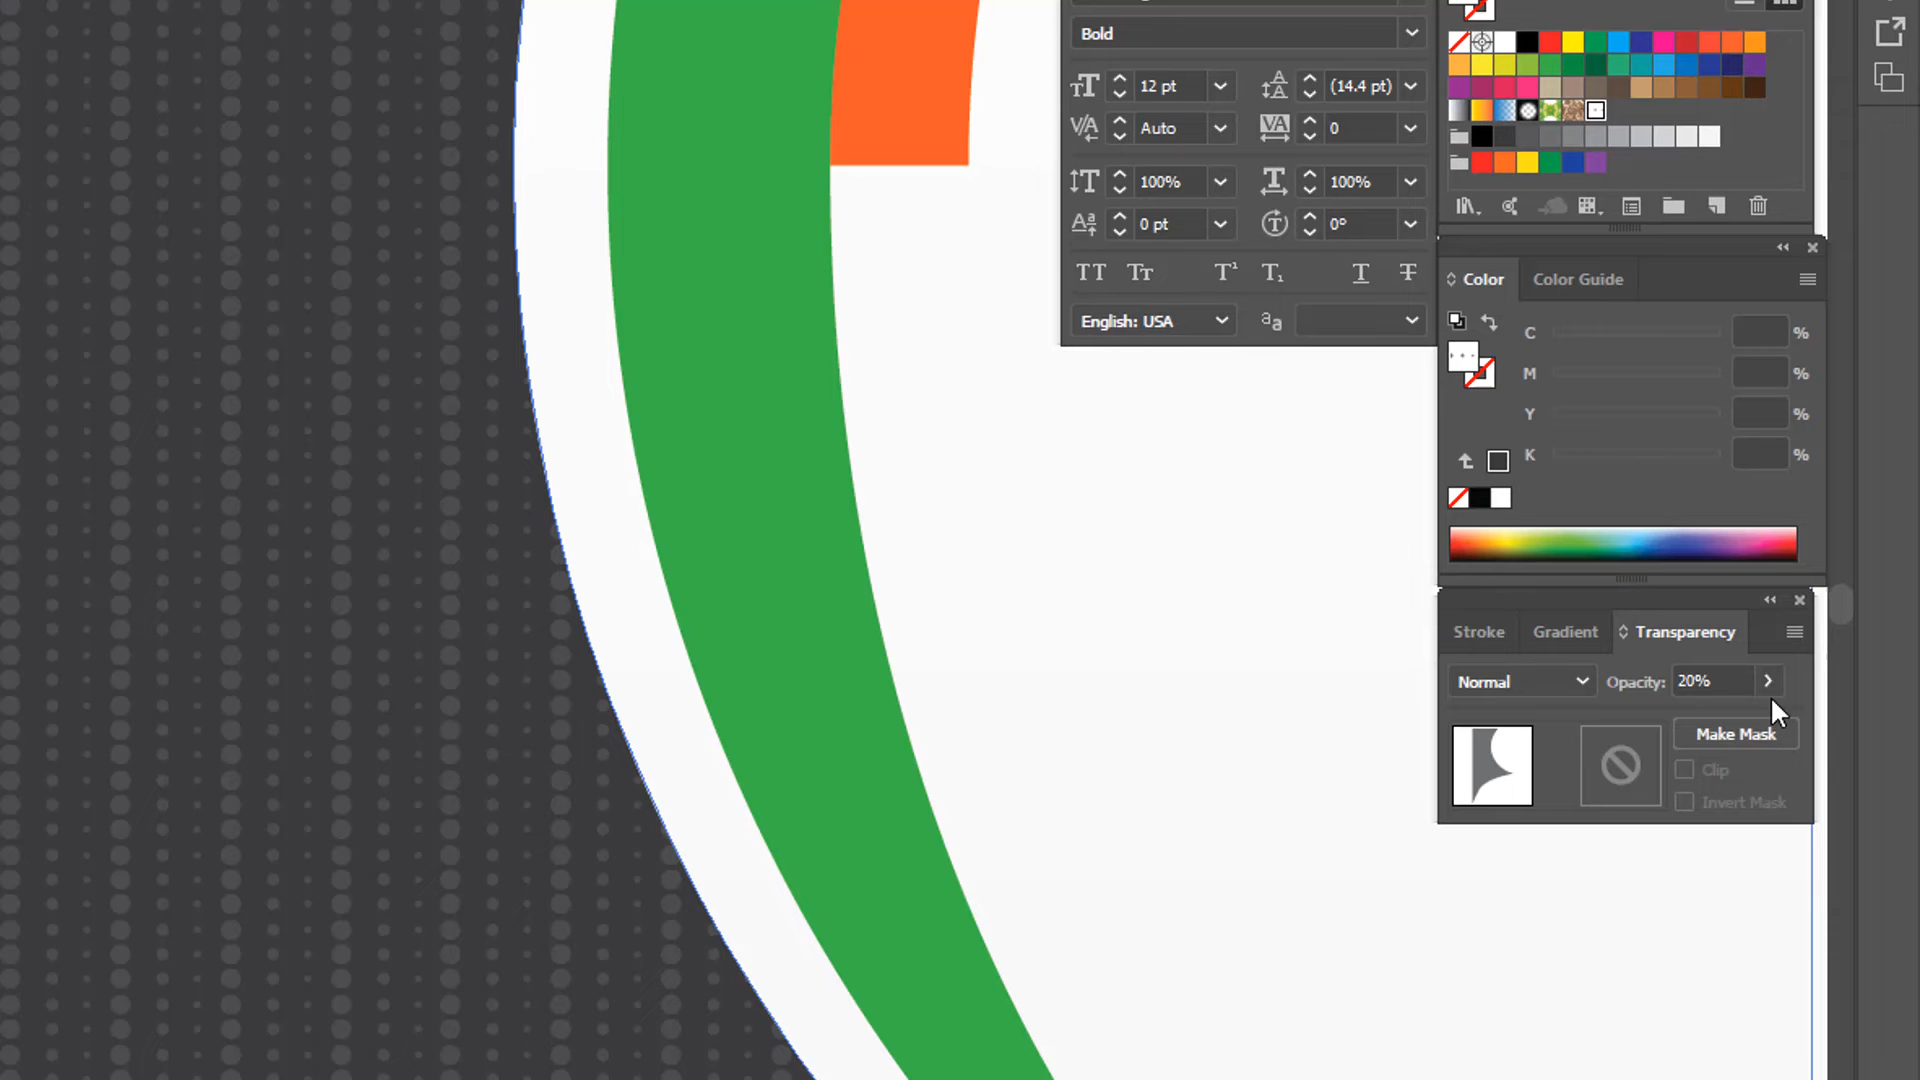 Bold
12 pt
(14.4 pt)
Auto
0
100%
100%
0 pt
0°
TT Tt T¹ T₁ T T
English: USA
aa
Color
Color Guide
C %
M %
Y %
K %
Stroke
Gradient
Transparency
Normal
Opacity: 20%
Make Mask
Clip
Invert Mask